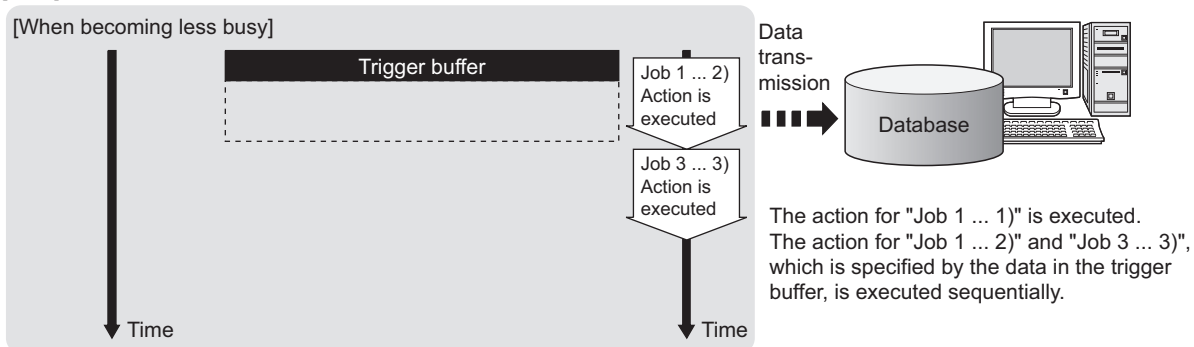 [When becoming less busy]
Trigger buffer
Job 1 ... 2)
Action is
executed
Job 3 ... 3)
Action is
executed
Time
Time
Data
trans-
mission
Database
The action for "Job 1 ... 1)" is executed.
The action for "Job 1 ... 2)" and "Job 3 ... 3)",
which is specified by the data in the trigger
buffer, is executed sequentially.